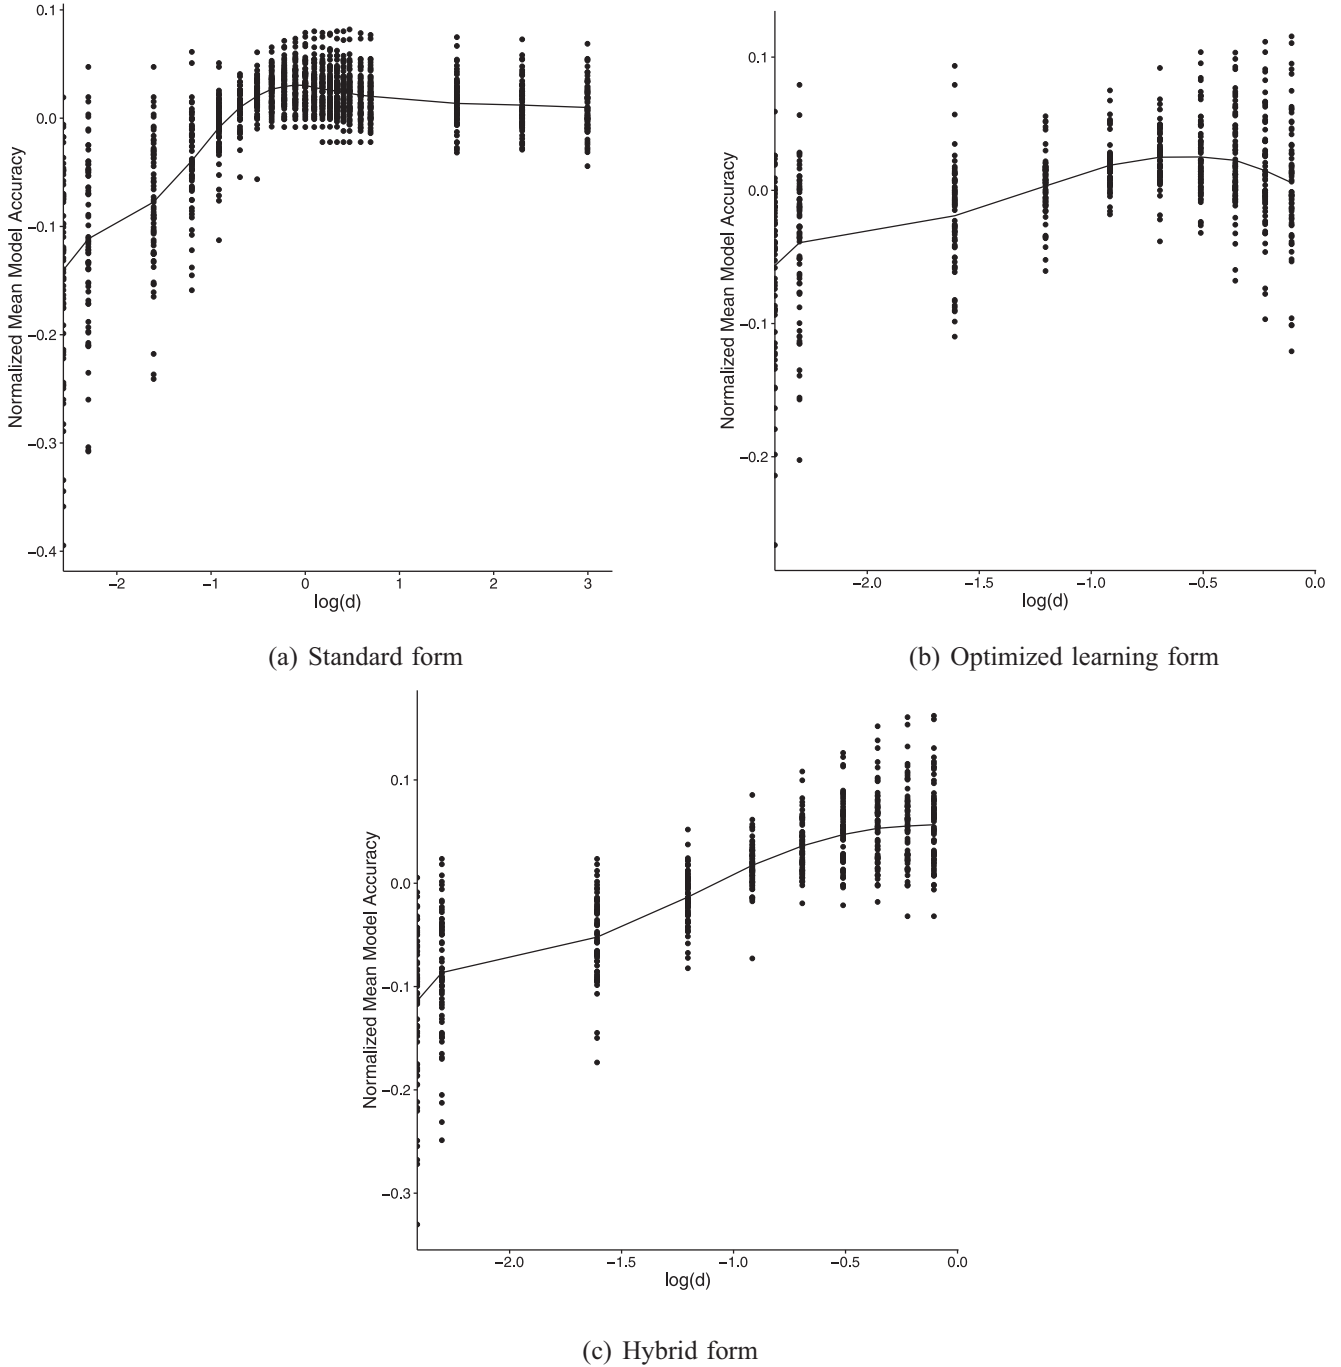 Normalized Mean Model Accuracy
0.1
0.0
−0.1
−0.2
−0.3
−0.4
−2 −1 0 1 2 3
log(d)
(a) Standard form
Normalized Mean Model Accuracy
0.1
0.0
−0.1
−0.2
−2.0 −1.5 −1.0 −0.5 0.0
log(d)
(b) Optimized learning form
Normalized Mean Model Accuracy
0.1
0.0
−0.1
−0.2
−0.3
−2.0 −1.5 −1.0 −0.5 0.0
log(d)
(c) Hybrid form